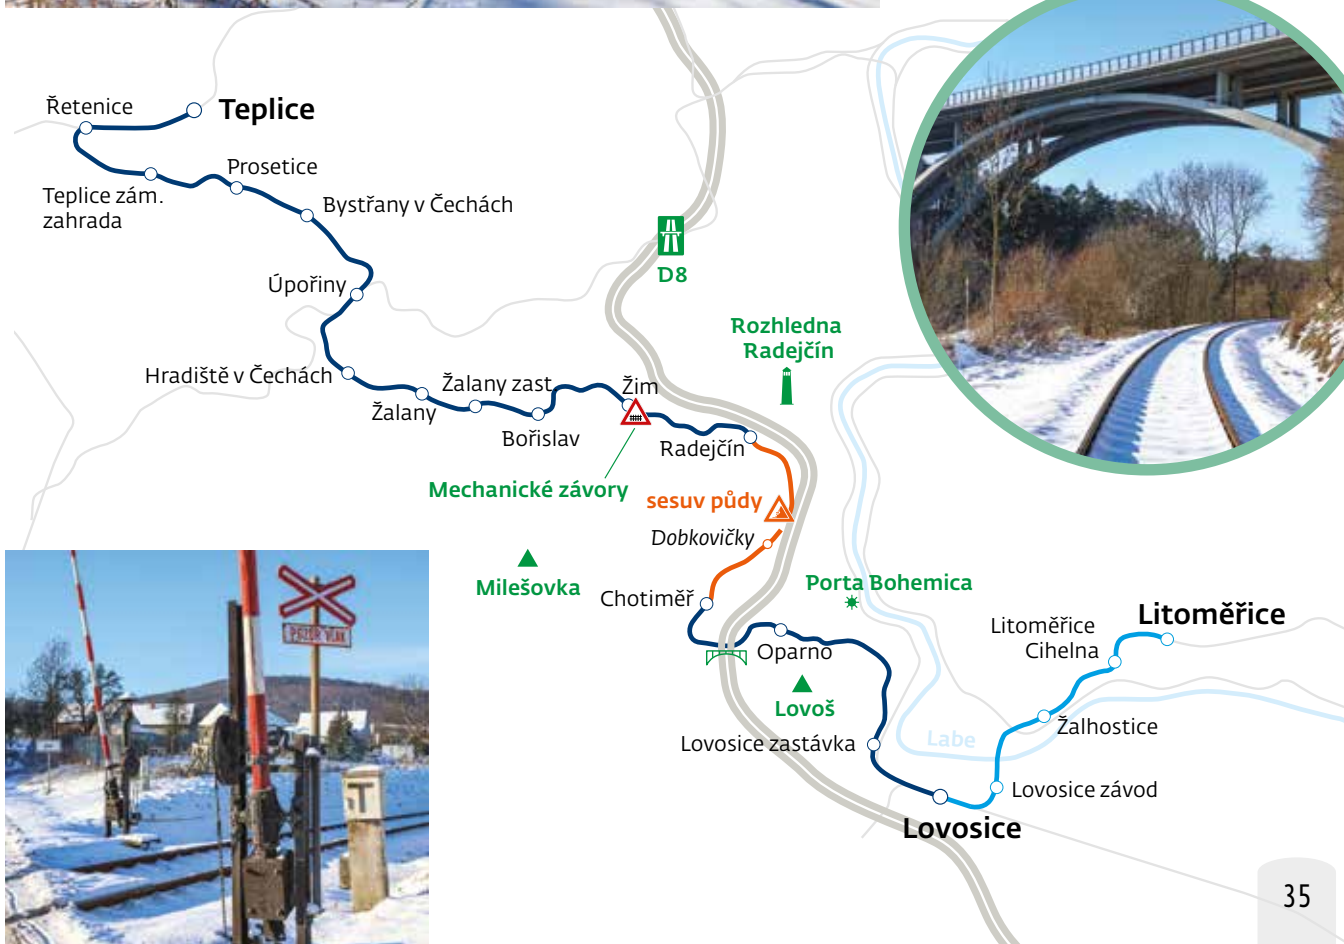 Řetenice
Teplice
Teplice zám.
zahrada
Prosetice
Bystřany v Čechách
Úpořiny
D8
Rozhledna
Radejčín
Hradiště v Čechách
Žalany
Žalany zast.
Bořislav
Žim
Radejčín
Mechanické závory
sesuv půdy
Dobkovičky
Milešovka
Chotiměř
Porta Bohemica
Oparno
Lovoš
Litoměřice
Litoměřice
Cihelna
Žalhostice
Labe
Lovosice zastávka
Lovosice závod
Lovosice
POZOR VLAK
T
35